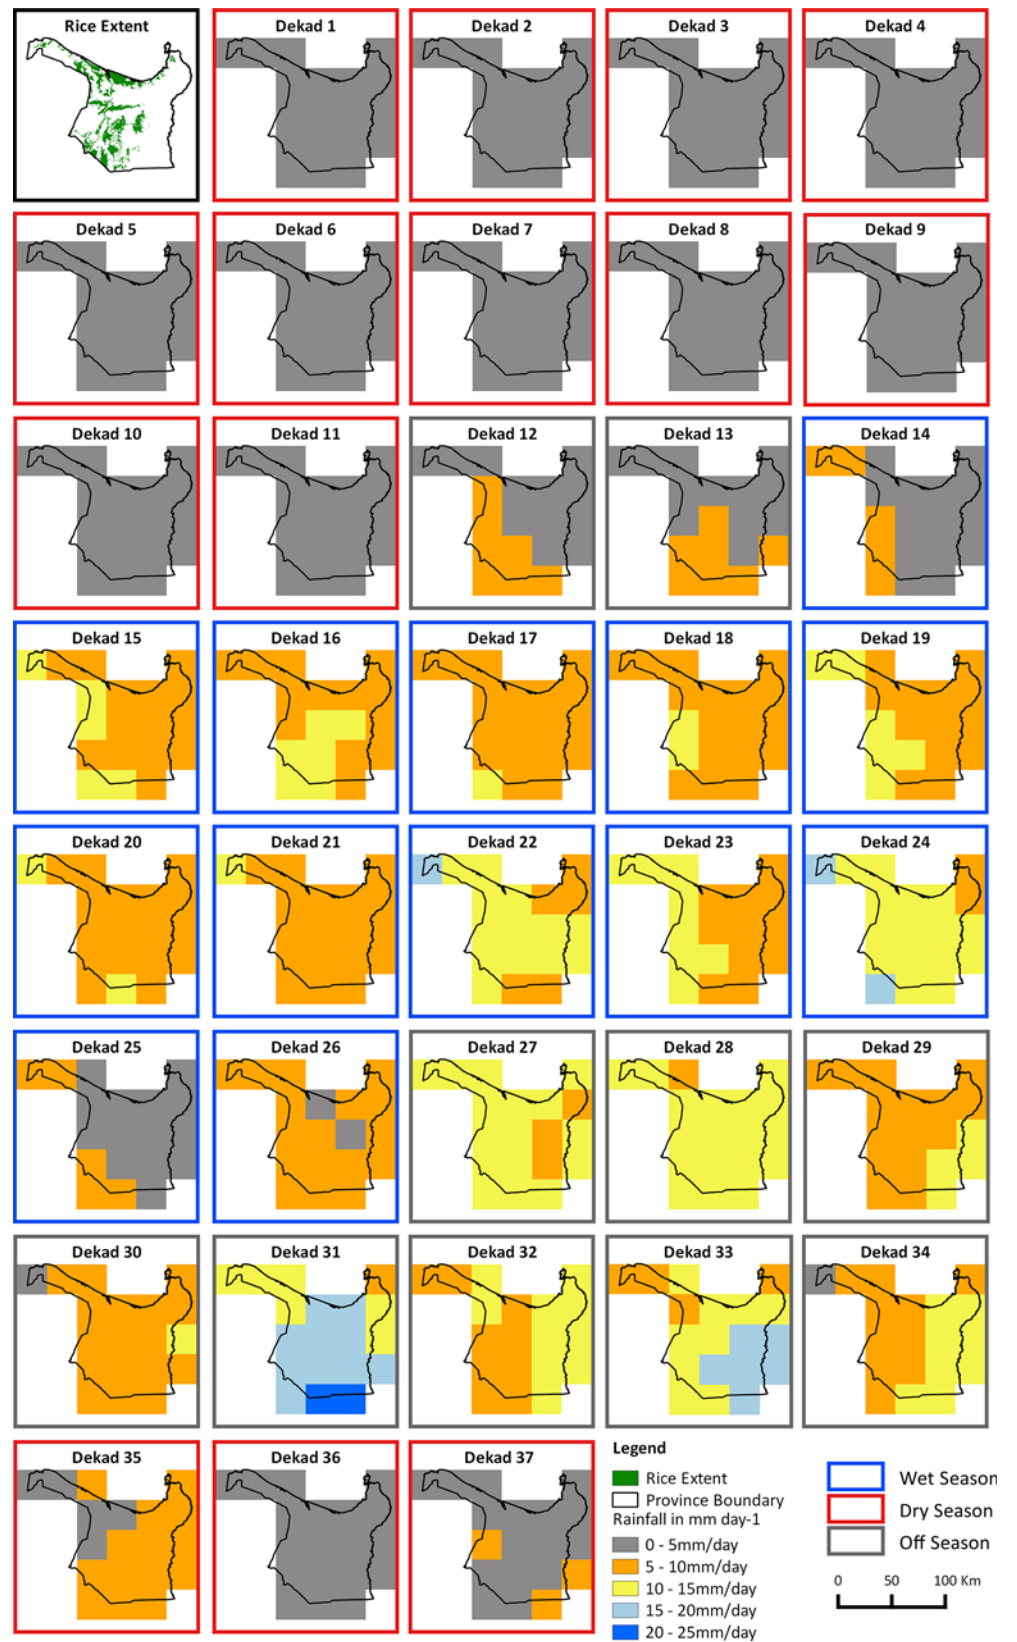 Rice Extent
Dekad 1
Dekad 2
Dekad 3
Dekad 4
Dekad 5
Dekad 6
Dekad 7
Dekad 8
Dekad 9
Dekad 10
Dekad 11
Dekad 12
Dekad 13
Dekad 14
Dekad 15
Dekad 16
Dekad 17
Dekad 18
Dekad 19
Dekad 20
Dekad 21
Dekad 22
Dekad 23
Dekad 24
Dekad 25
Dekad 26
Dekad 27
Dekad 28
Dekad 29
Dekad 30
Dekad 31
Dekad 32
Dekad 33
Dekad 34
Dekad 35
Dekad 36
Dekad 37
Legend
Rice Extent
Province Boundary
Rainfall in mm day-1
0 - 5mm/day
5 - 10mm/day
10 - 15mm/day
15 - 20mm/day
20 - 25mm/day
Wet Season
Dry Season
Off Season
0 50 100 Km